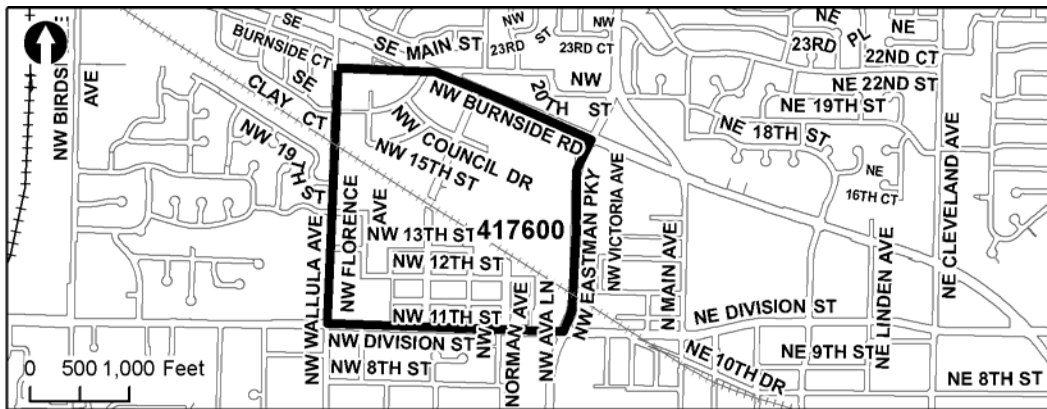 NW BIRDS
AVE
SE
BURNSIDE CT
SE
SE MAIN ST
NW
23RD ST
NW
23RD CT
NW
20TH ST
NE
23RD PL
NE
22ND CT
NE 22ND ST
NE 19TH ST
NE 18TH ST
NE
16TH CT
NE CLEVELAND AVE
NE LINDEN AVE
CLAY CT
NW 19TH ST
NW BURNSIDE RD
NW COUNCIL DR
NW 15TH ST
NW FLORENCE AVE
NW WALLULA AVE
NW 13TH ST
417600
NW 12TH ST
NW 11TH ST
NW EASTMAN PKY
NW VICTORIA AVE
N MAIN AVE
NW NORMAN AVE
NW AVA LN
NW DIVISION ST
NW 8TH ST
NE DIVISION ST
NE 9TH ST
NE 10TH DR
NE 8TH ST
0 500 1,000 Feet